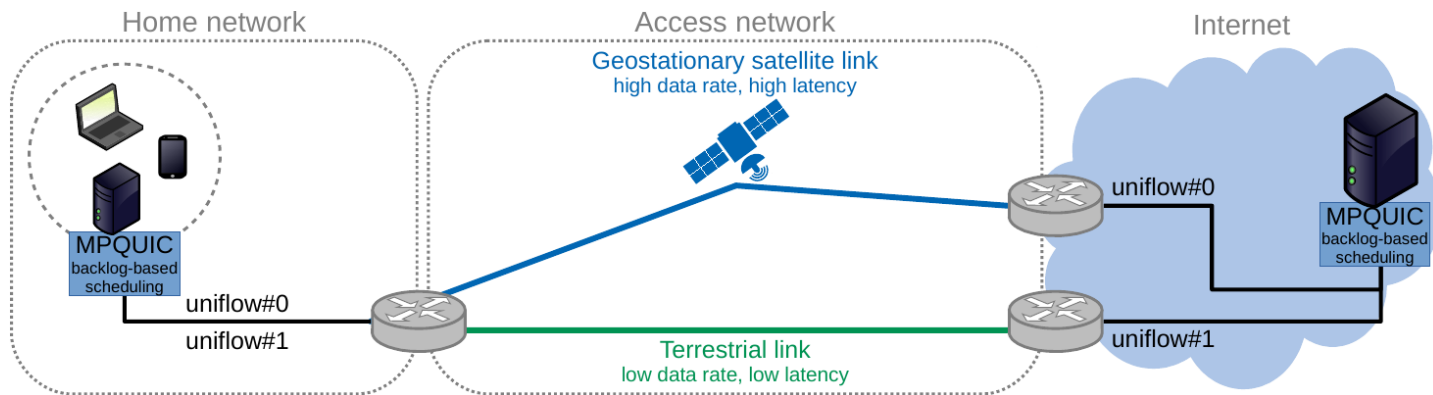 Home network
Access network
Internet
Geostationary satellite link
high data rate, high latency
uniflow#0
MPQUIC
backlog-based
scheduling
MPQUIC
backlog-based
scheduling
uniflow#0
uniflow#1
uniflow#1
Terrestrial link
low data rate, low latency